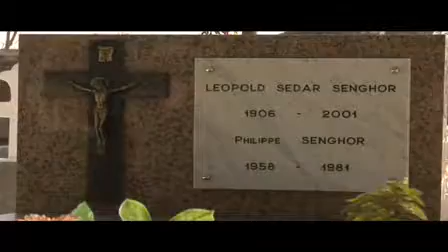 LEOPOLD SEDAR SENGHOR
1906 - 2001
PHILIPPE SENGHOR
1958 - 1981